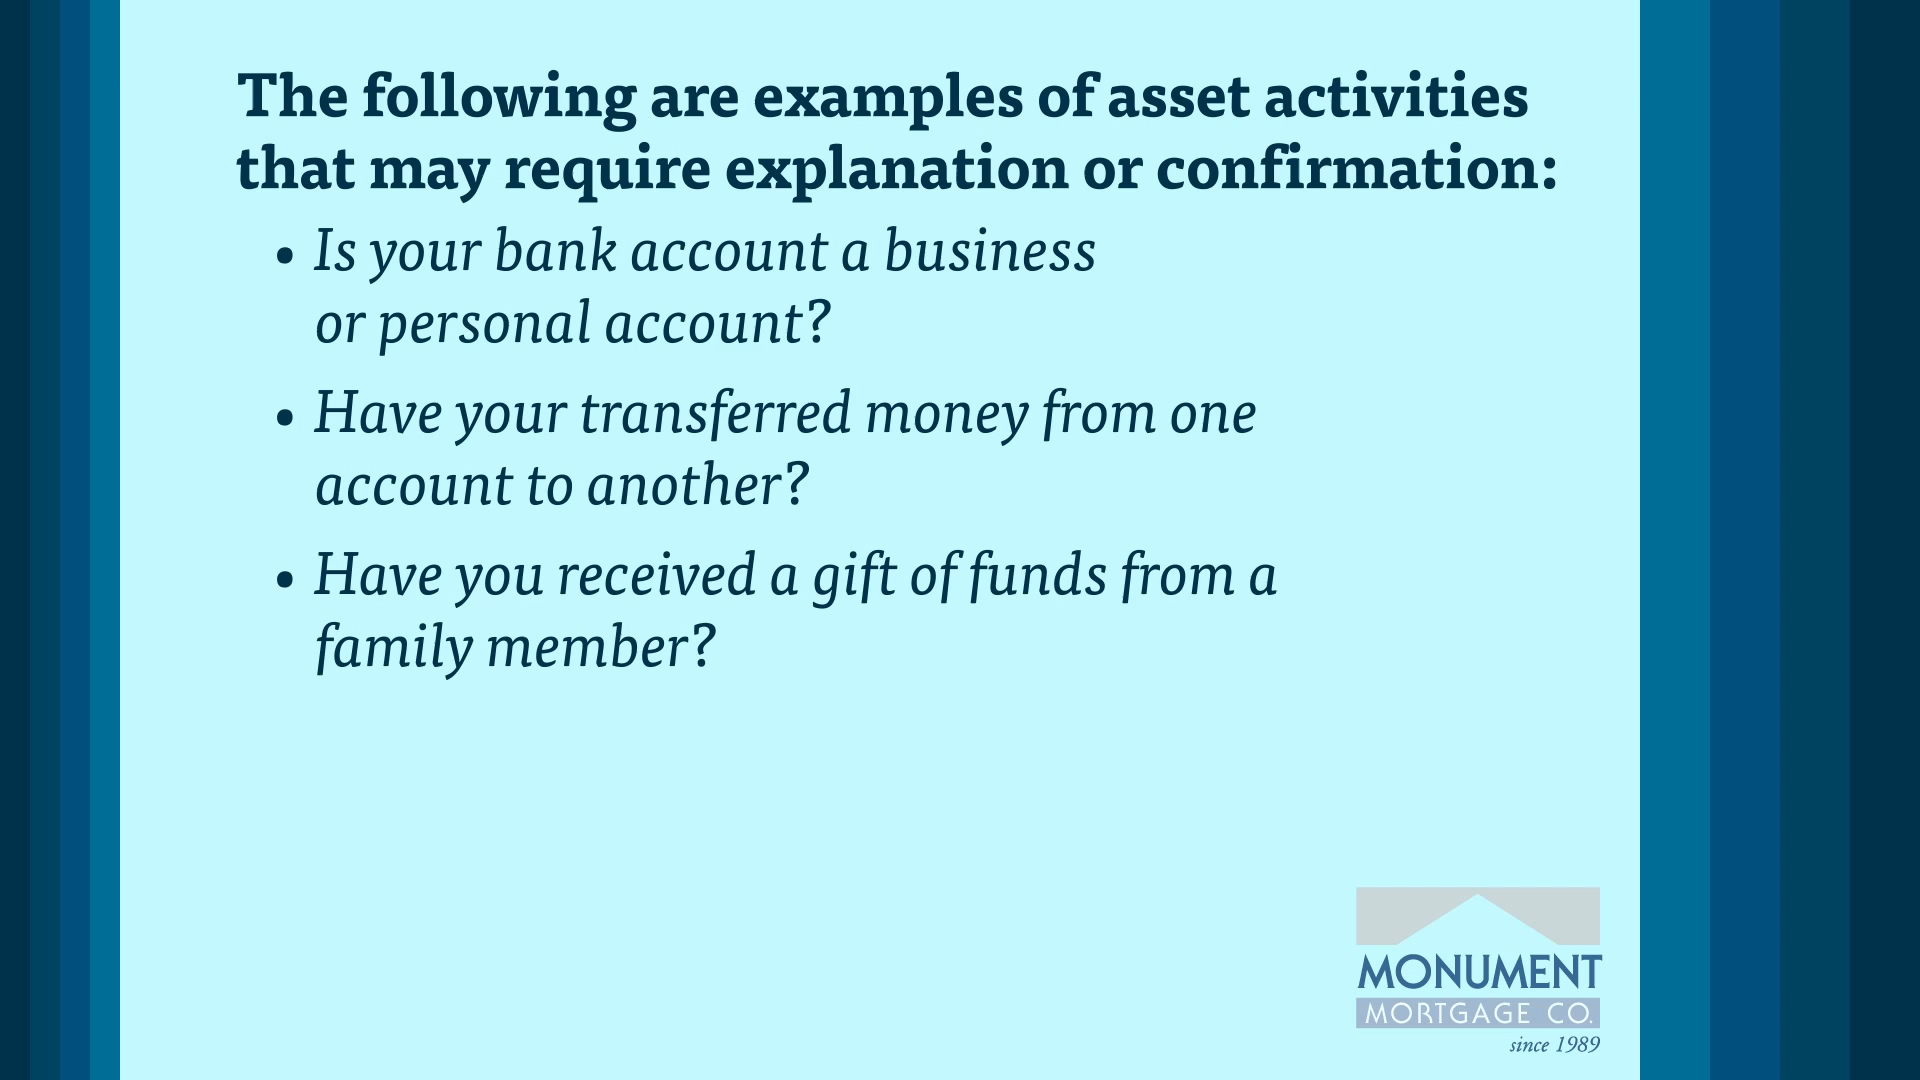 The following are examples of asset activities
that may require explanation or confirmation:
• Is your bank account a business
or personal account?
• Have your transferred money from one
account to another?
• Have you received a gift of funds from a
family member?
MONUMENT
MORTGAGE CO.
since 1989